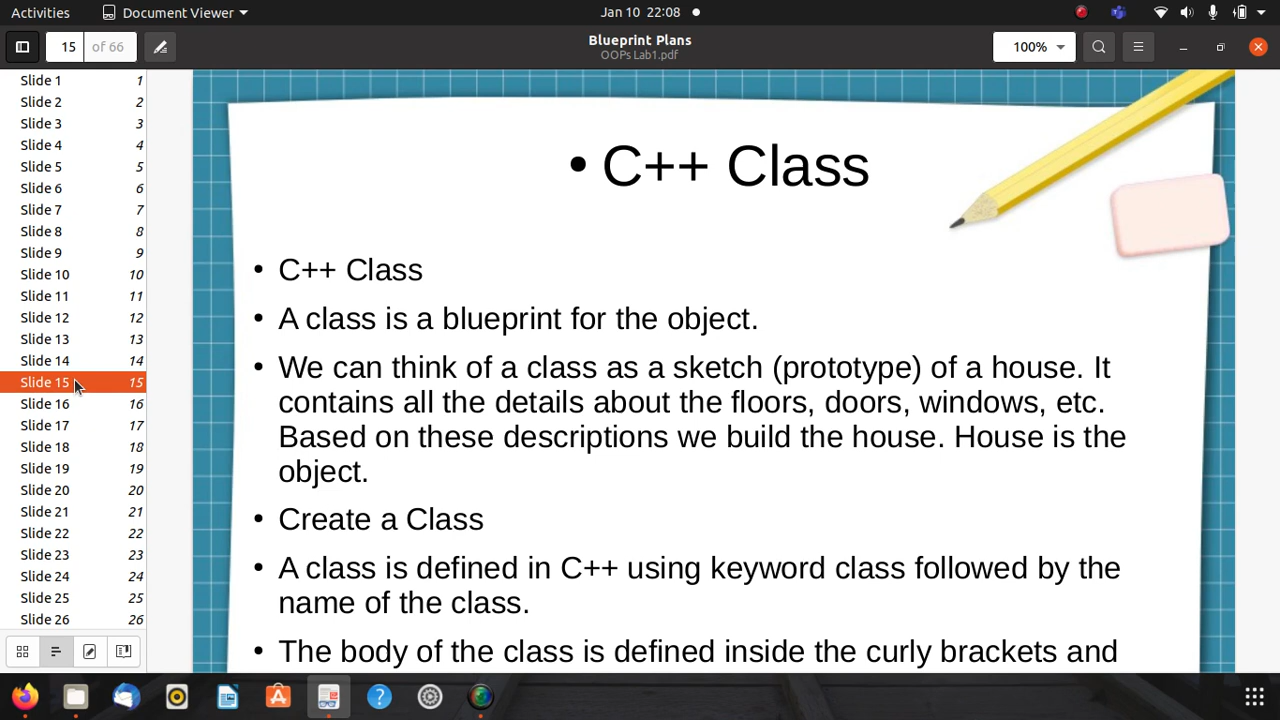 Activities
Document Viewer
Jan 10 22:08
15 of 66
Blueprint Plans
OOPs Lab1.pdf
100%
Slide 1 1
Slide 2 2
Slide 3 3
Slide 4 4
Slide 5 5
Slide 6 6
Slide 7 7
Slide 8 8
Slide 9 9
Slide 10 10
Slide 11 11
Slide 12 12
Slide 13 13
Slide 14 14
Slide 15 15
Slide 16 16
Slide 17 17
Slide 18 18
Slide 19 19
Slide 20 20
Slide 21 21
Slide 22 22
Slide 23 23
Slide 24 24
Slide 25 25
Slide 26 26
• C++ Class
• C++ Class
• A class is a blueprint for the object.
• We can think of a class as a sketch (prototype) of a house. It
contains all the details about the floors, doors, windows, etc.
Based on these descriptions we build the house. House is the
object.
• Create a Class
• A class is defined in C++ using keyword class followed by the
name of the class.
• The body of the class is defined inside the curly brackets and